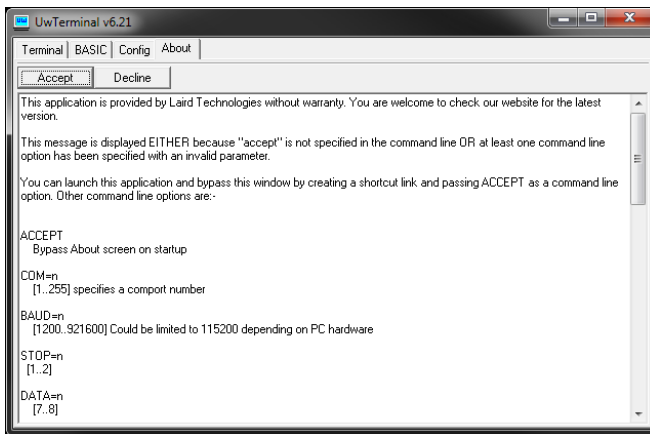 UwTerminal v6.21
Terminal BASIC Config About
Accept Decline
This application is provided by Laird Technologies without warranty. You are welcome to check our website for the latest
version.
This message is displayed EITHER because "accept" is not specified in the command line OR at least one command line
option has been specified with an invalid parameter.
You can launch this application and bypass this window by creating a shortcut link and passing ACCEPT as a command line
option. Other command line options are:-
ACCEPT
Bypass About screen on startup
COM=n
[1..255] specifies a comport number
BAUD=n
[1200..921600] Could be limited to 115200 depending on PC hardware
STOP=n
[1..2]
DATA=n
[7..8]